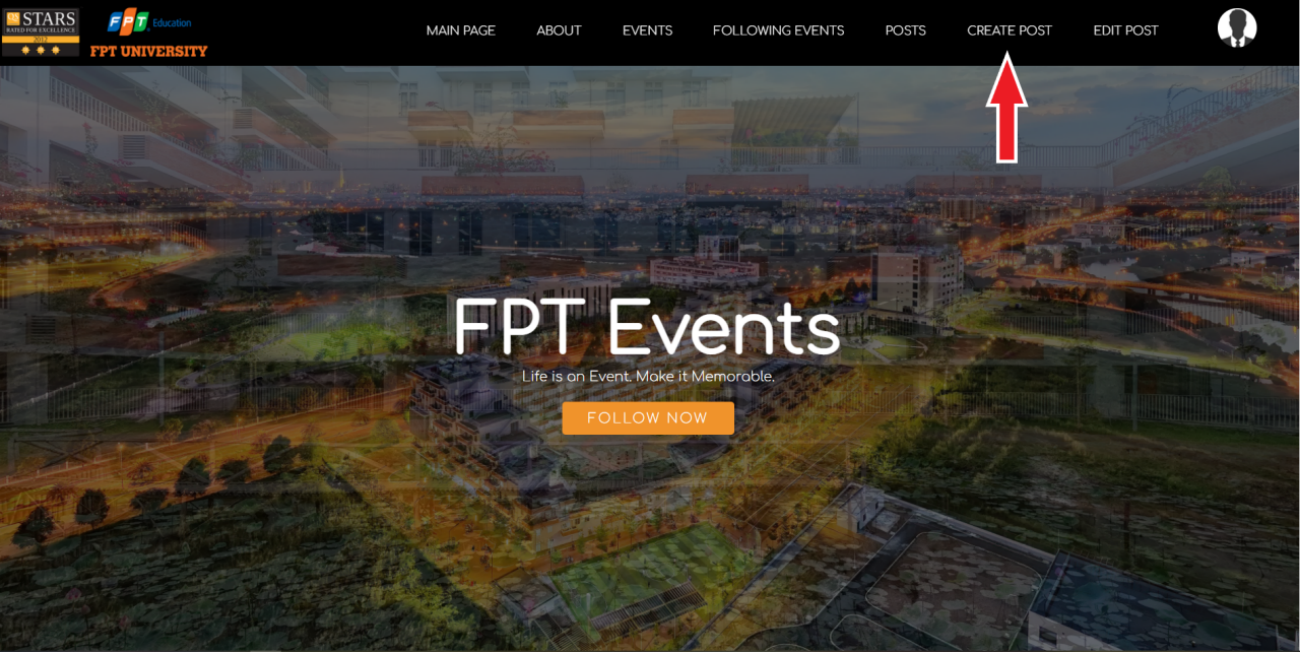 STARS
RATED FOR EXCELLENCE
2012
FPT Education
FPT UNIVERSITY
MAIN PAGE
ABOUT
EVENTS
FOLLOWING EVENTS
POSTS
CREATE POST
EDIT POST
FPT Events
Life is an Event. Make it Memorable.
FOLLOW NOW